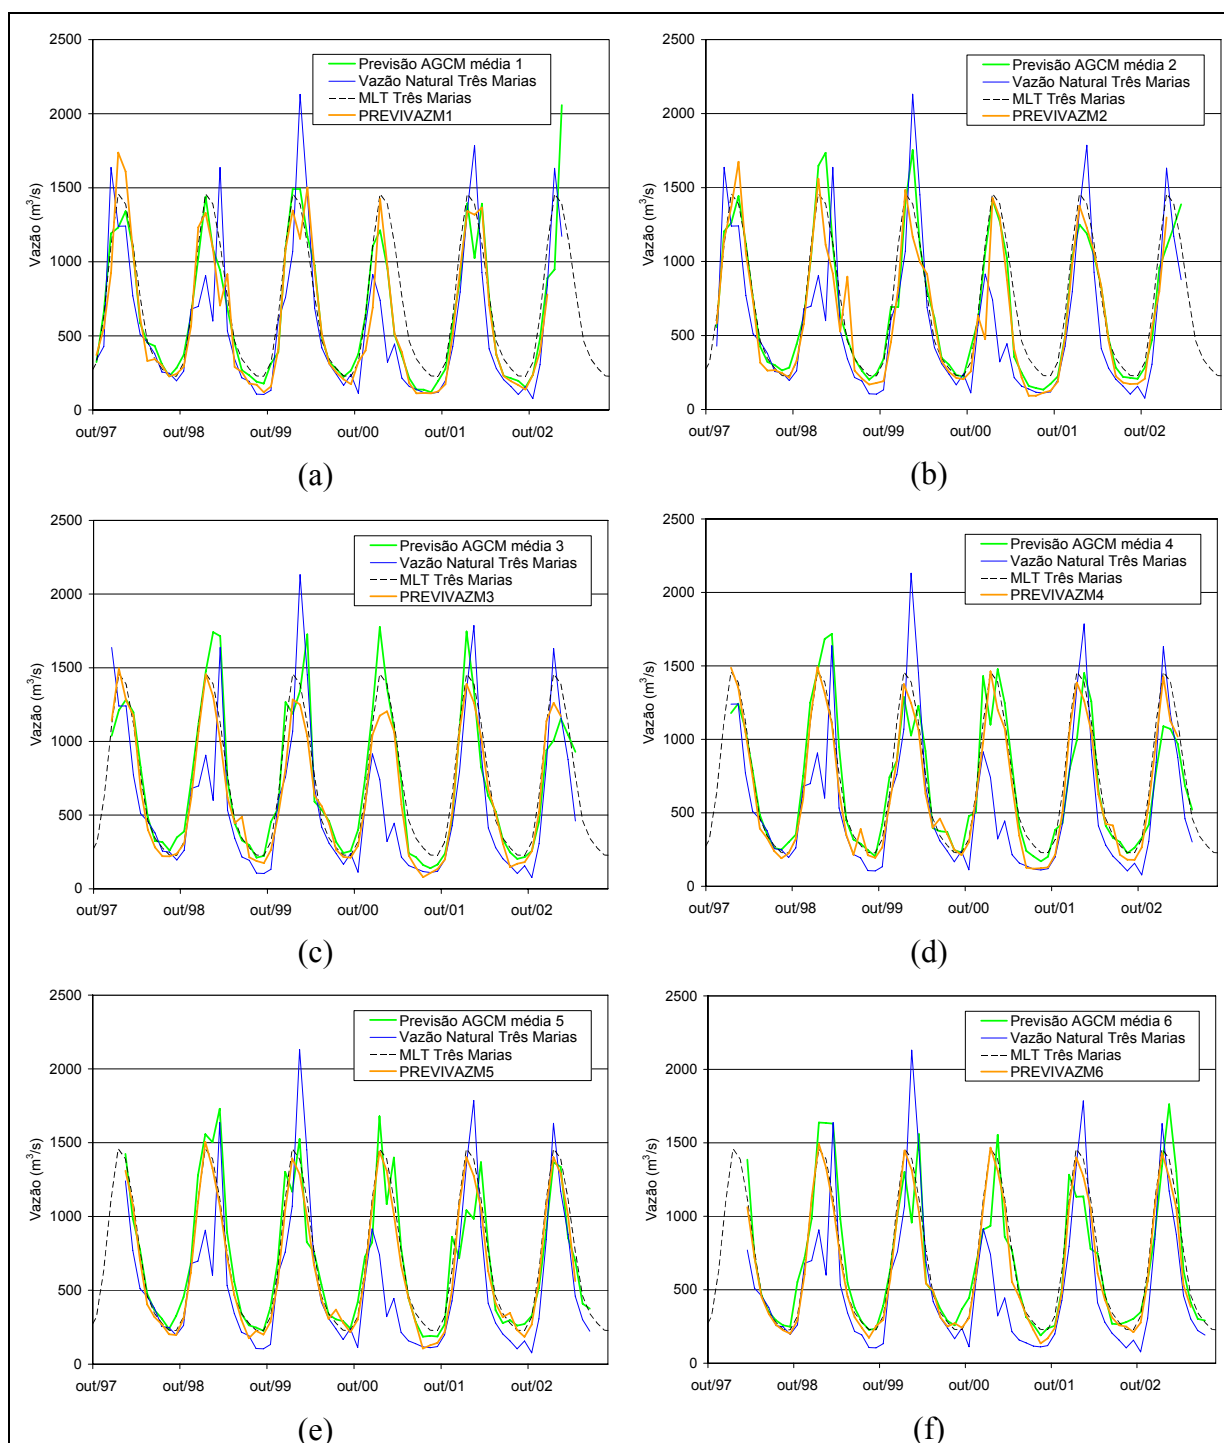 2500
2000
1500
1000
500
0
Vazão (m³/s)
Previsão AGCM média 1
Vazão Natural Três Marias
MLT Três Marias
PREVIVAZM1
out/97 out/98 out/99 out/00 out/01 out/02
(a)
2500
2000
1500
1000
500
0
Vazão (m³/s)
Previsão AGCM média 2
Vazão Natural Três Marias
MLT Três Marias
PREVIVAZM2
out/97 out/98 out/99 out/00 out/01 out/02
(b)
2500
2000
1500
1000
500
0
Vazão (m³/s)
Previsão AGCM média 3
Vazão Natural Três Marias
MLT Três Marias
PREVIVAZM3
out/97 out/98 out/99 out/00 out/01 out/02
(c)
2500
2000
1500
1000
500
0
Vazão (m³/s)
Previsão AGCM média 4
Vazão Natural Três Marias
MLT Três Marias
PREVIVAZM4
out/97 out/98 out/99 out/00 out/01 out/02
(d)
2500
2000
1500
1000
500
0
Vazão (m³/s)
Previsão AGCM média 5
Vazão Natural Três Marias
MLT Três Marias
PREVIVAZM5
out/97 out/98 out/99 out/00 out/01 out/02
(e)
2500
2000
1500
1000
500
0
Vazão (m³/s)
Previsão AGCM média 6
Vazão Natural Três Marias
MLT Três Marias
PREVIVAZM6
out/97 out/98 out/99 out/00 out/01 out/02
(f)